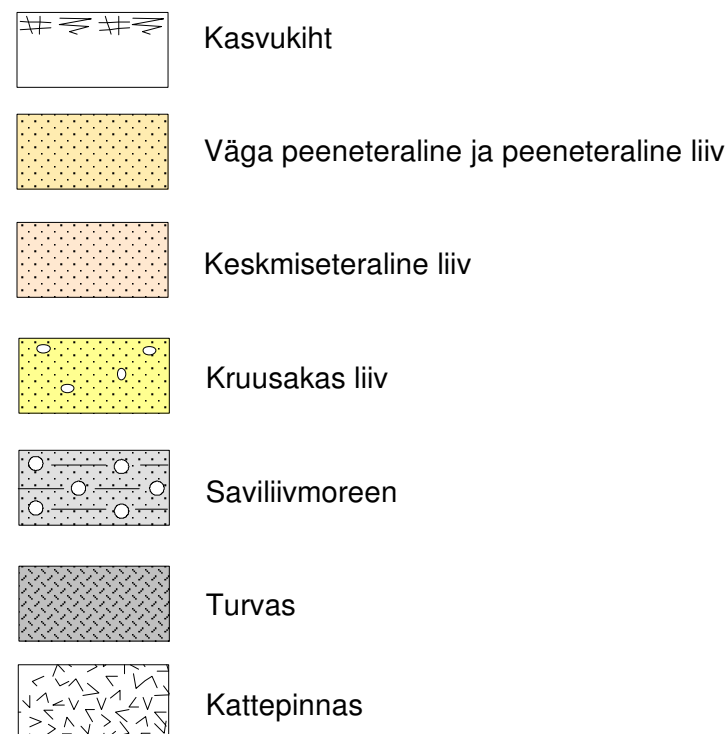 Kasvukiht
Väga peeneteraline ja peeneteraline liiv
Keskmiseteraline liiv
Kruusakas liiv
Saviliivmoreen
Turvas
Kattepinnas